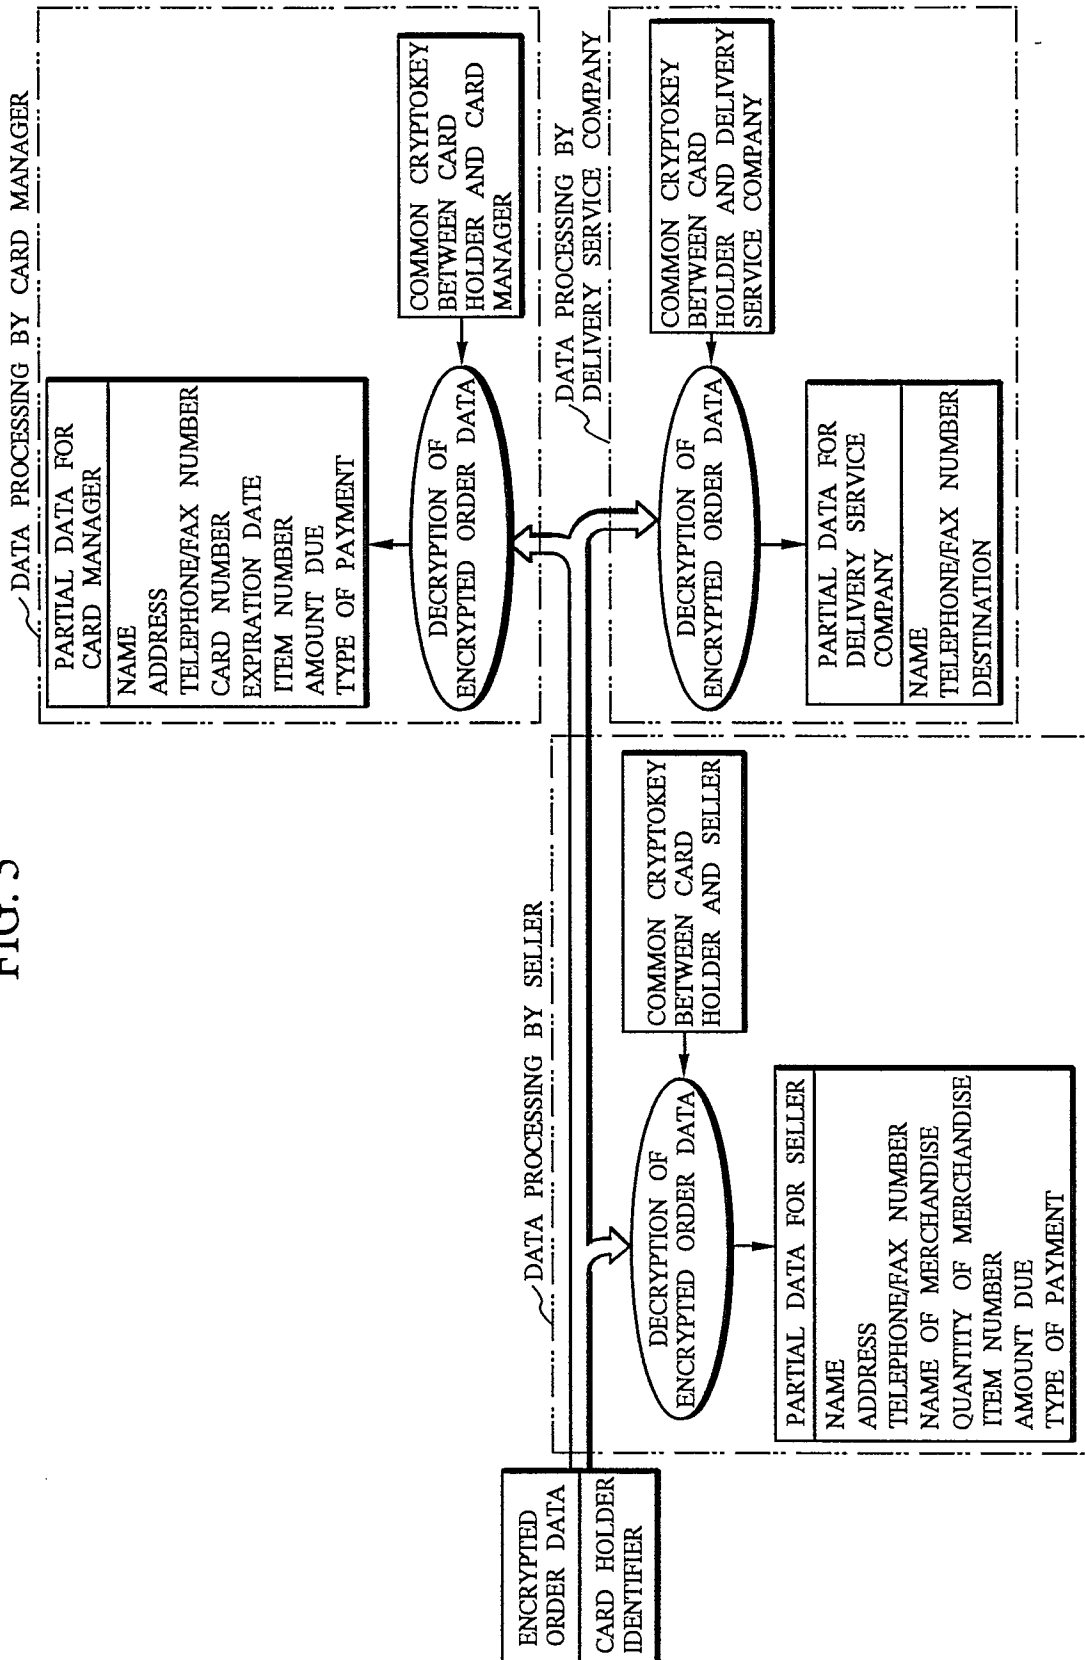 FIG.
ENCRYPTED
ORDER DATA
CARD HOLDER
IDENTIFIER
DATA PROCESSING BY SELLER
DECRYPTION OF
ENCRYPTED ORDER DATA
COMMON CRYPTOKEY
BETWEEN CARD
HOLDER AND SELLER
PARTIAL DATA FOR SELLER
NAME
ADDRESS
TELEPHONE/FAX NUMBER
NAME OF MERCHANDISE
QUANTITY OF MERCHANDISE
ITEM NUMBER
AMOUNT DUE
TYPE OF PAYMENT
DATA PROCESSING BY CARD MANAGER
PARTIAL DATA FOR
CARD MANAGER
NAME
ADDRESS
TELEPHONE/FAX NUMBER
CARD NUMBER
EXPIRATION DATE
ITEM NUMBER
AMOUNT DUE
TYPE OF PAYMENT
DECRYPTION OF
ENCRYPTED ORDER DATA
COMMON CRYPTOKEY
BETWEEN CARD
HOLDER AND CARD
MANAGER
DATA PROCESSING BY
DELIVERY SERVICE COMPANY
DECRYPTION OF
ENCRYPTED ORDER DATA
COMMON CRYPTOKEY
BETWEEN CARD
HOLDER AND DELIVERY
SERVICE COMPANY
PARTIAL DATA FOR
DELIVERY SERVICE
COMPANY
NAME
TELEPHONE/FAX NUMBER
DESTINATION